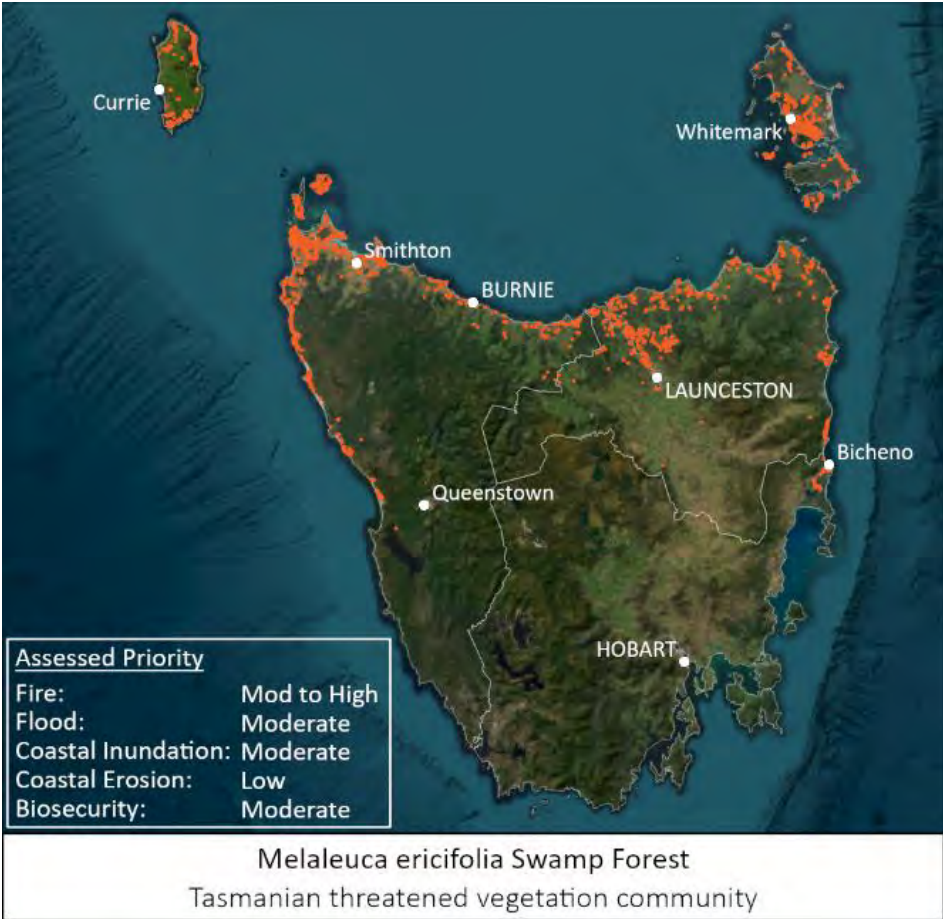 Currie
Whitemark
Smithton
BURNIE
LAUNCESTON
Bicheno
Queenstown
HOBART
Assessed Priority
Fire: Mod to High
Flood: Moderate
Coastal Inundation: Moderate
Coastal Erosion: Low
Biosecurity: Moderate
Melaleuca ericifolia Swamp Forest
Tasmanian threatened vegetation community